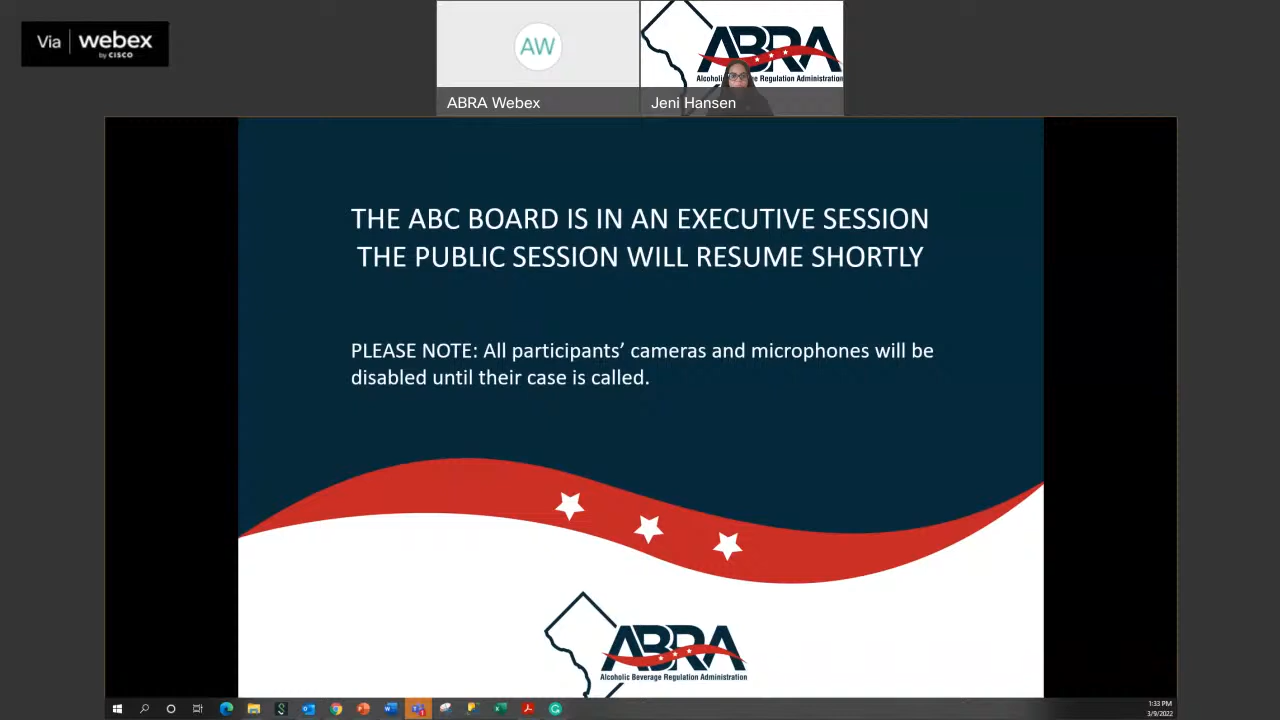 Via webex
by CISCO
AW
ABRA Webex
ABRA
Alcoholic Regulation Administration
Jeni Hansen
THE ABC BOARD IS IN AN EXECUTIVE SESSION
THE PUBLIC SESSION WILL RESUME SHORTLY
PLEASE NOTE: All participants’ cameras and microphones will be
disabled until their case is called.
ABRA
Alcoholic Beverage Regulation Administration
1:33 PM
3/9/2022